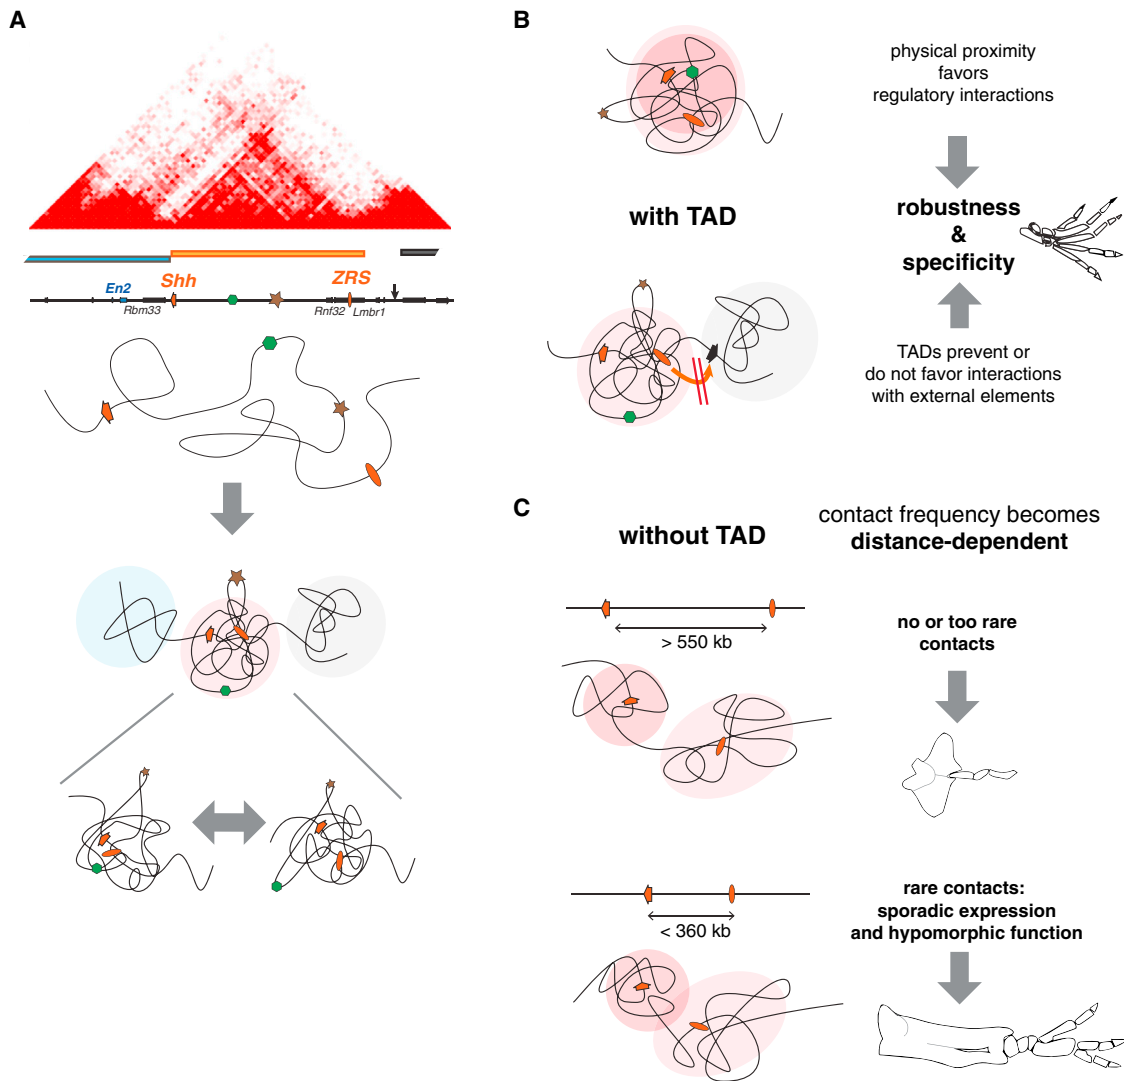 A
En2
Shh
ZRS
Rbm33
Rnf32
Lmbr1
B
physical proximity
favors
regulatory interactions
with TAD
robustness
&
specificity
TADs prevent or
do not favor interactions
with external elements
C
without TAD
contact frequency becomes
distance-dependent
> 550 kb
no or too rare
contacts
< 360 kb
rare contacts:
sporadic expression
and hypomorphic function